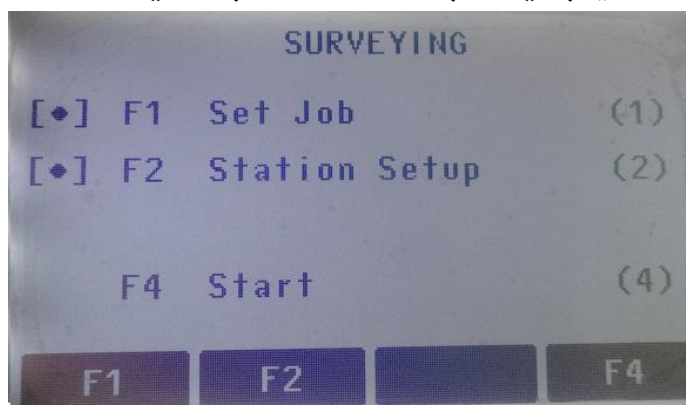 SURVEYING
[•] F1 Set Job (1)
[•] F2 Station Setup (2)
F4 Start (4)
F1 F2 F4